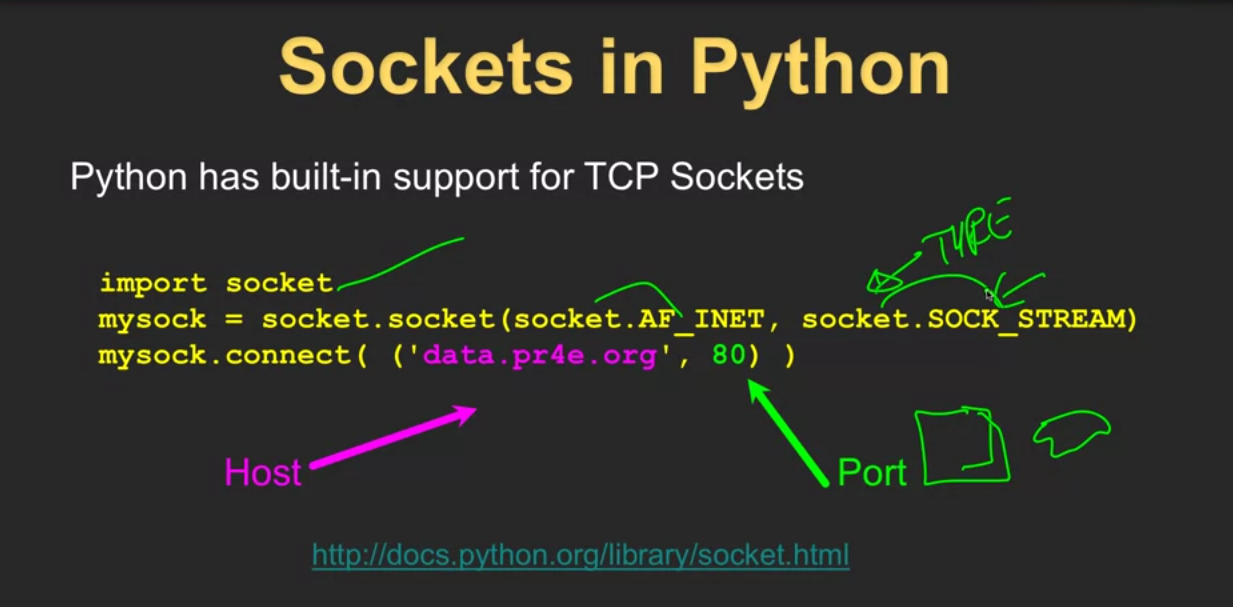 Sockets in Python
Python has built-in support for TCP Sockets
TYPE
import socket
mysock = socket.socket(socket.AF_INET, socket.SOCK_STREAM)
mysock.connect( ('data.pr4e.org', 80) )
Host
Port
http://docs.python.org/library/socket.html